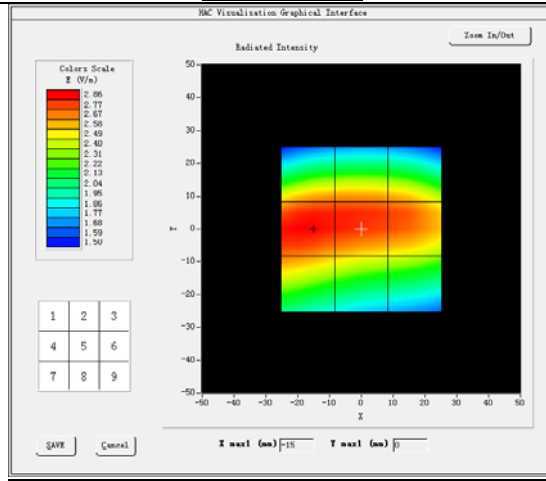 HAC Visualisation Graphical Interface
Zoom In/Out
Radiated Intensity
Colors Scale
E (V/m)
2.86
2.77
2.67
2.58
2.49
2.40
2.31
2.22
2.13
2.04
1.95
1.86
1.77
1.68
1.59
1.50
50
40
30
20
10
0
-10
-20
-30
-40
-50
Y
-50 -40 -30 -20 -10 0 10 20 30 40 50
X
1 2 3
4 5 6
7 8 9
SAVE Cancel
X max1 (mm) -15 Y max1 (mm) 0